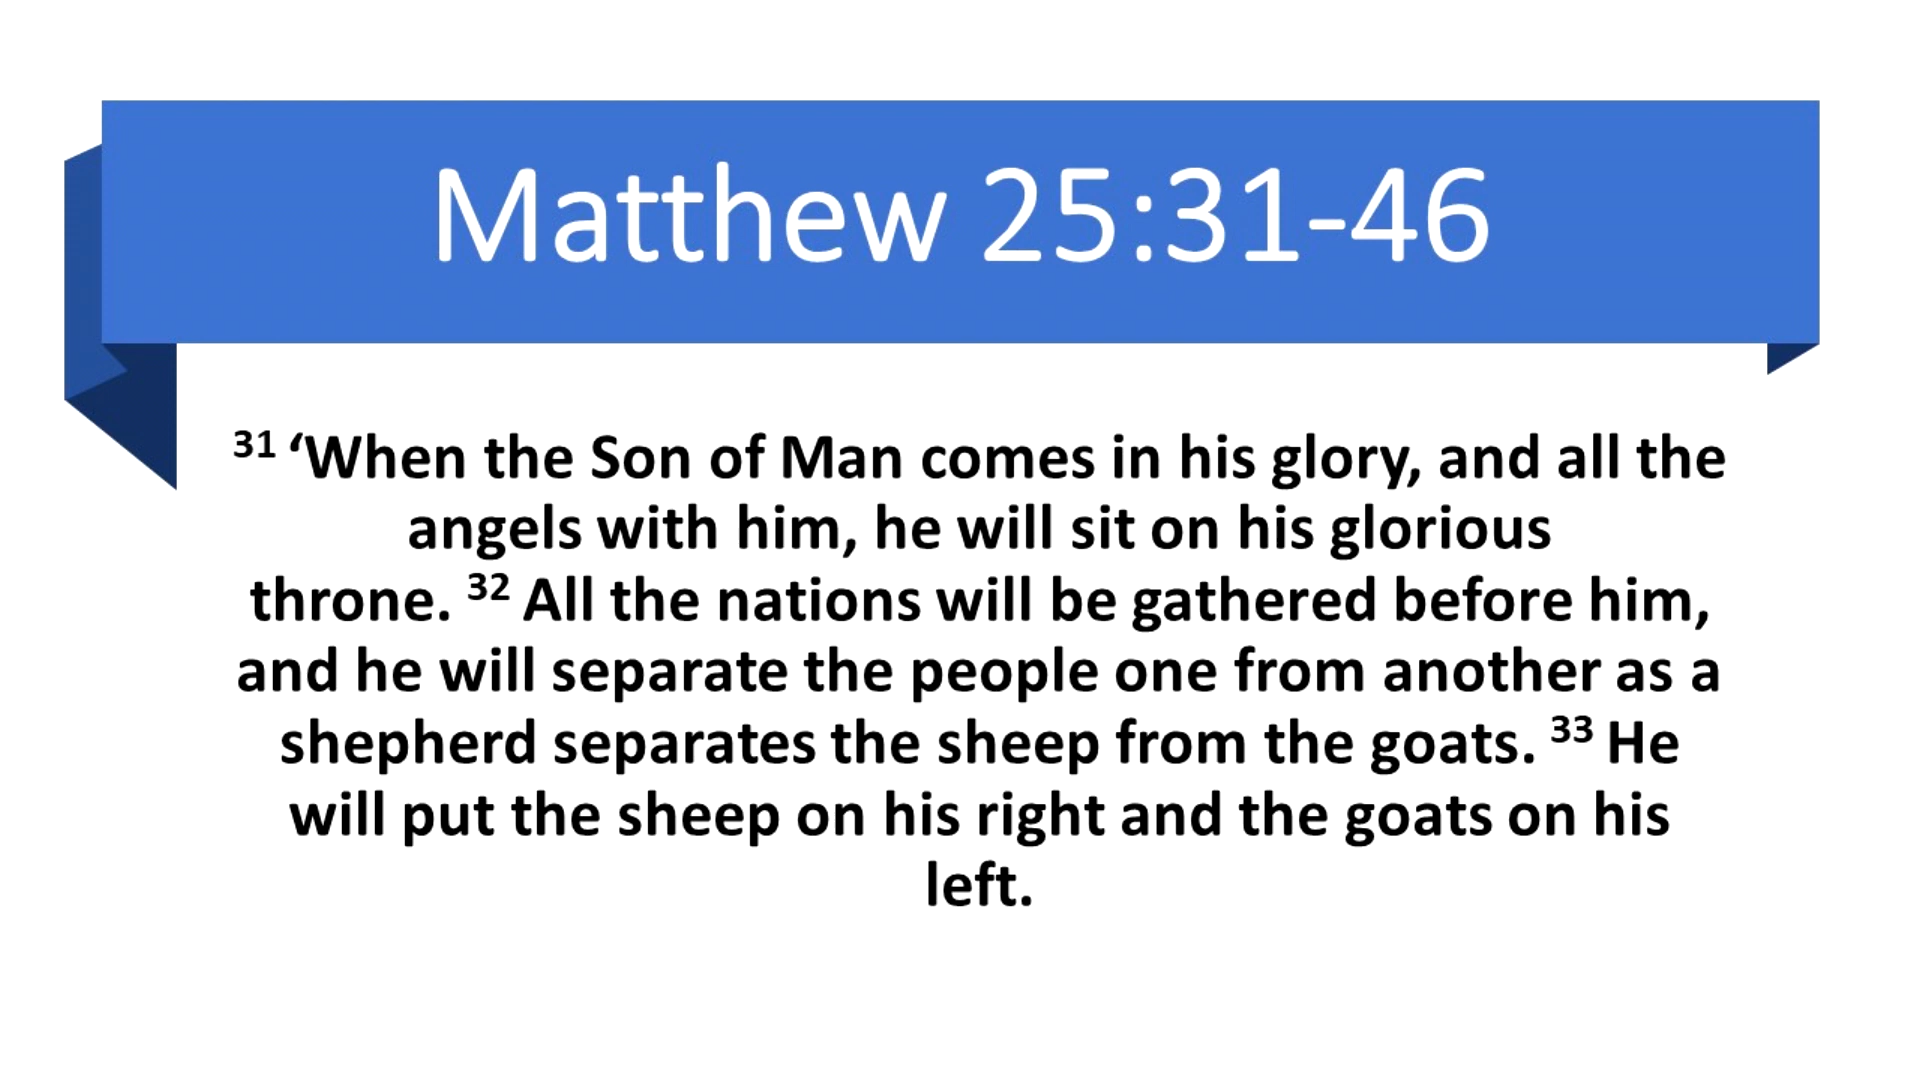 Matthew 25:31-46
31 ‘When the Son of Man comes in his glory, and all the
angels with him, he will sit on his glorious
throne. 32 All the nations will be gathered before him,
and he will separate the people one from another as a
shepherd separates the sheep from the goats. 33 He
will put the sheep on his right and the goats on his
left.